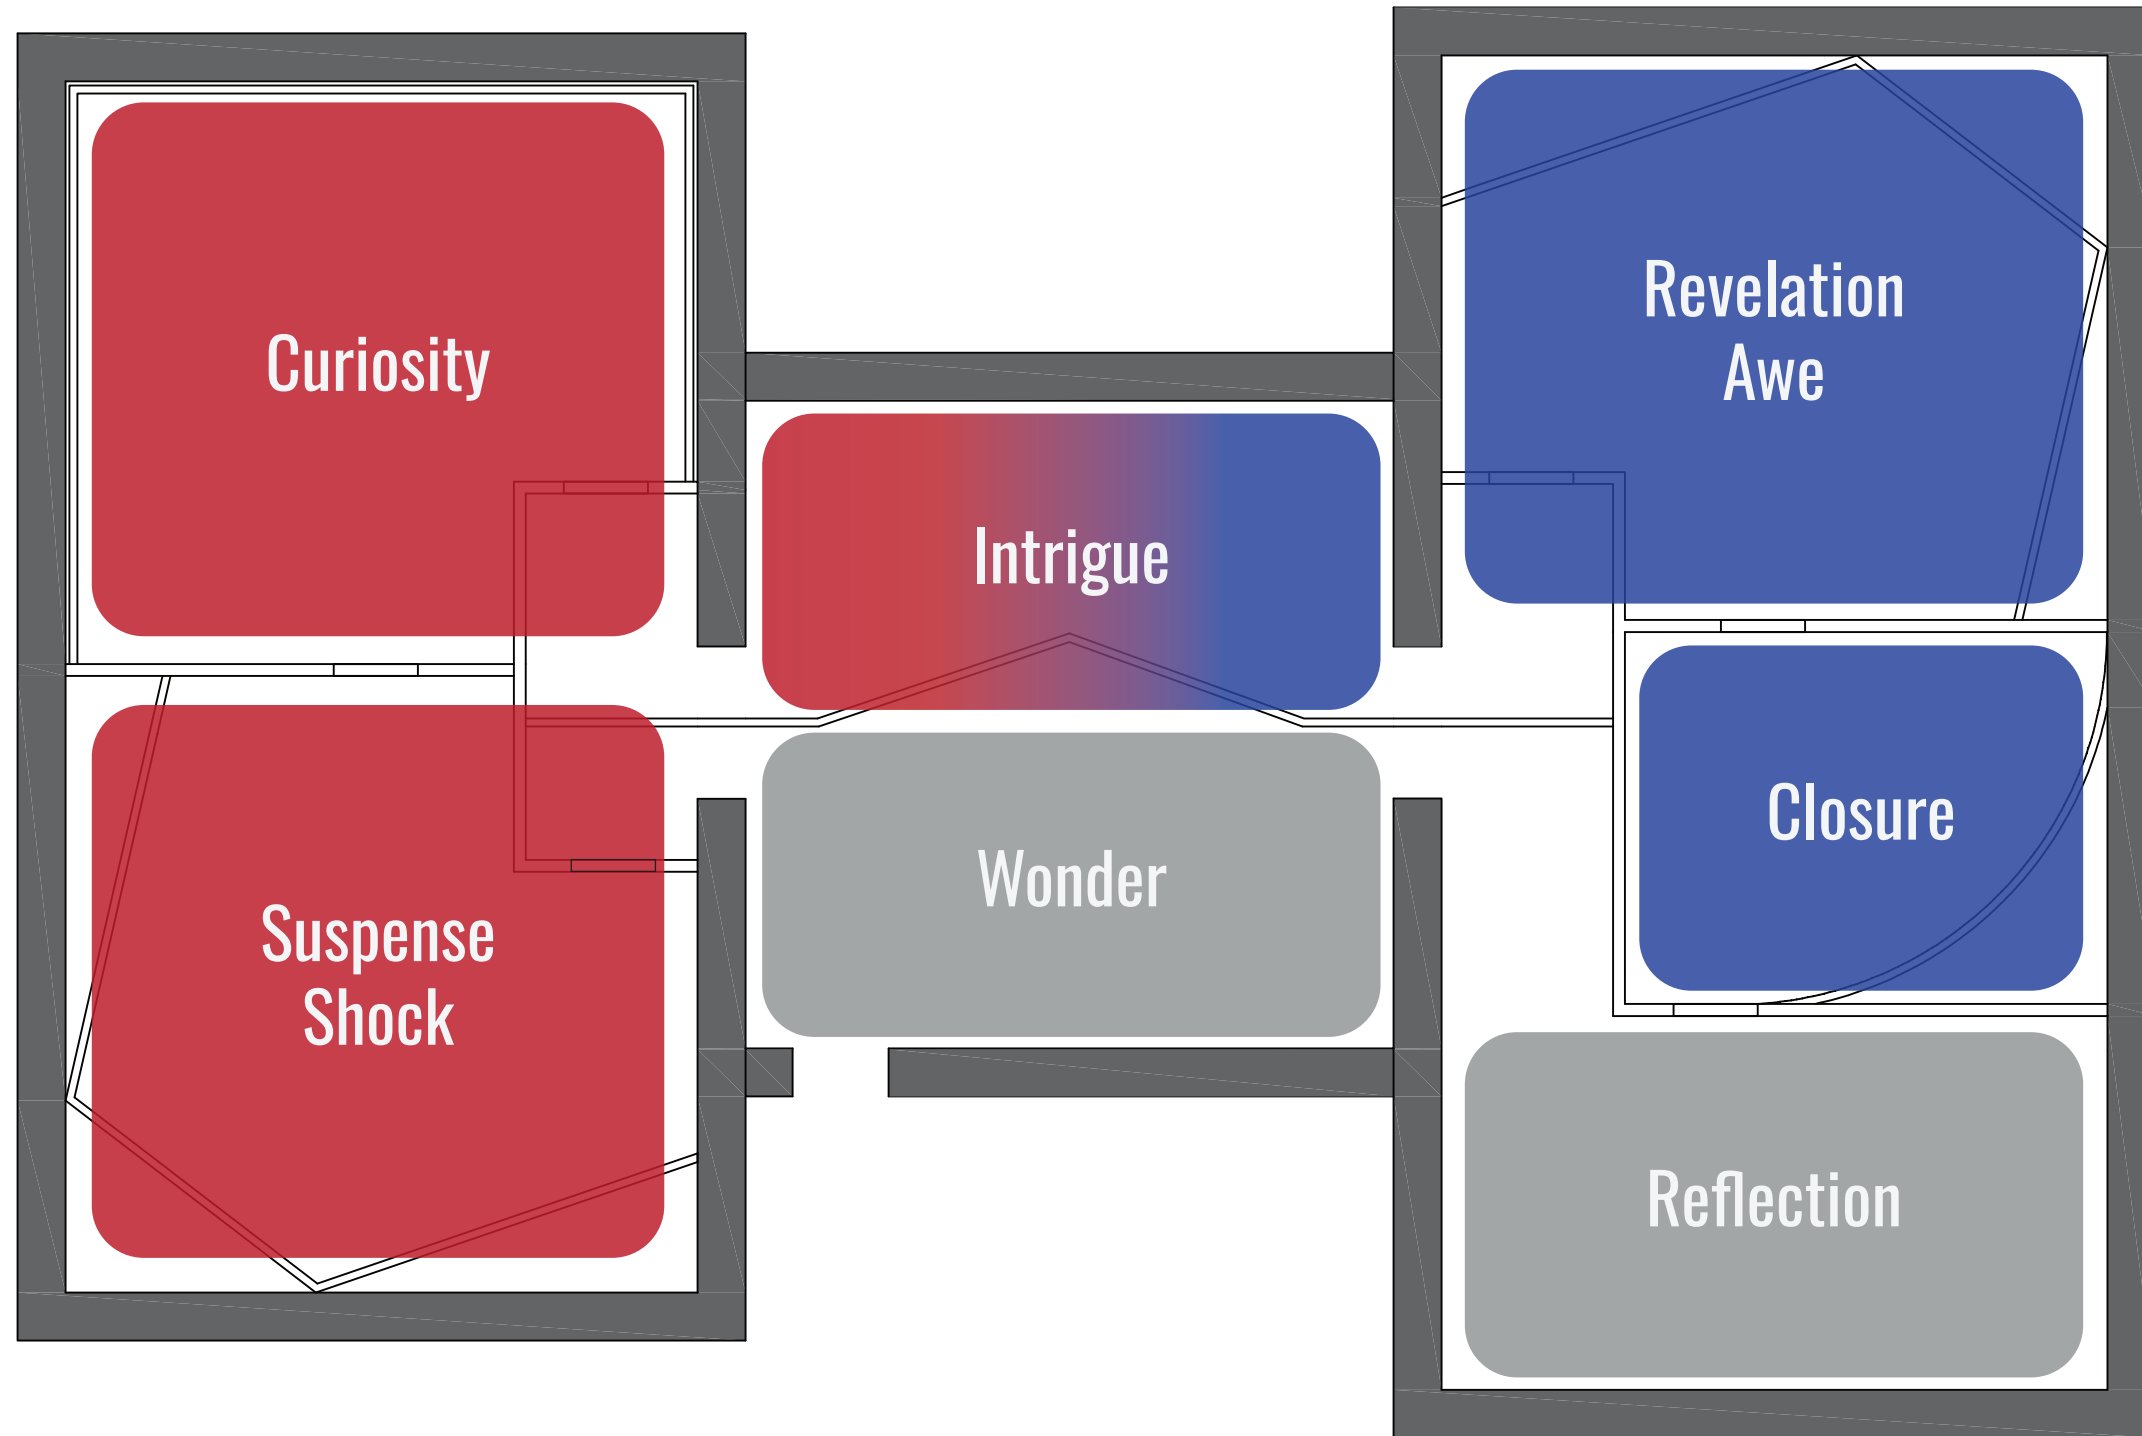 Curiosity
Suspense
Shock
Intrigue
Wonder
Revelation
Awe
Closure
Reflection